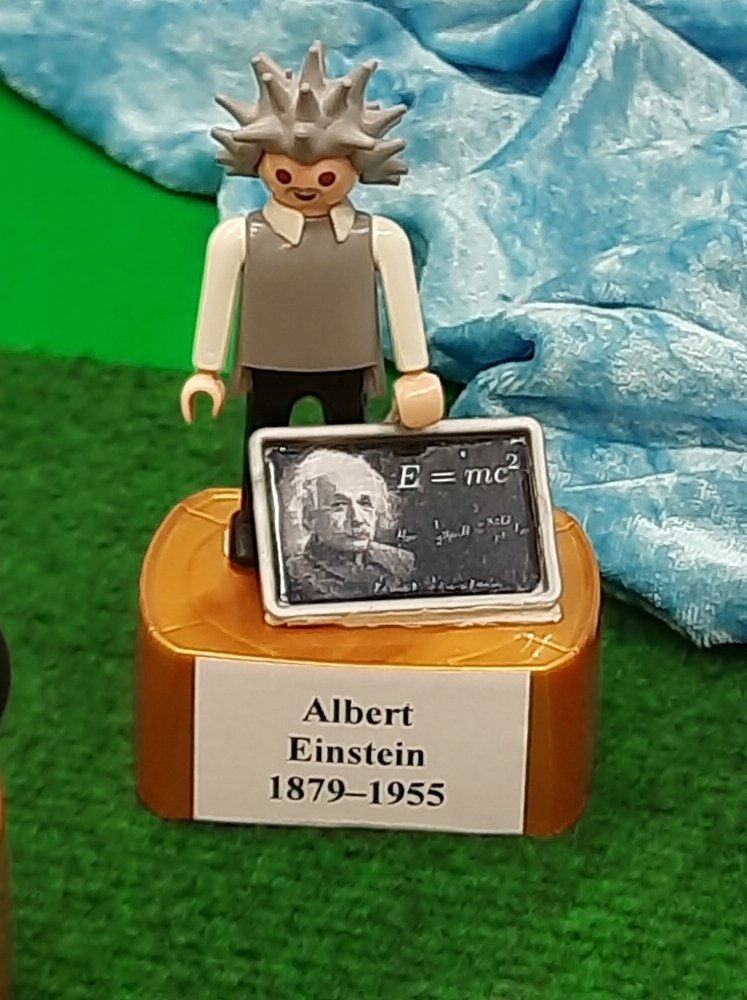 E = mc²
Albert
Einstein
1879–1955